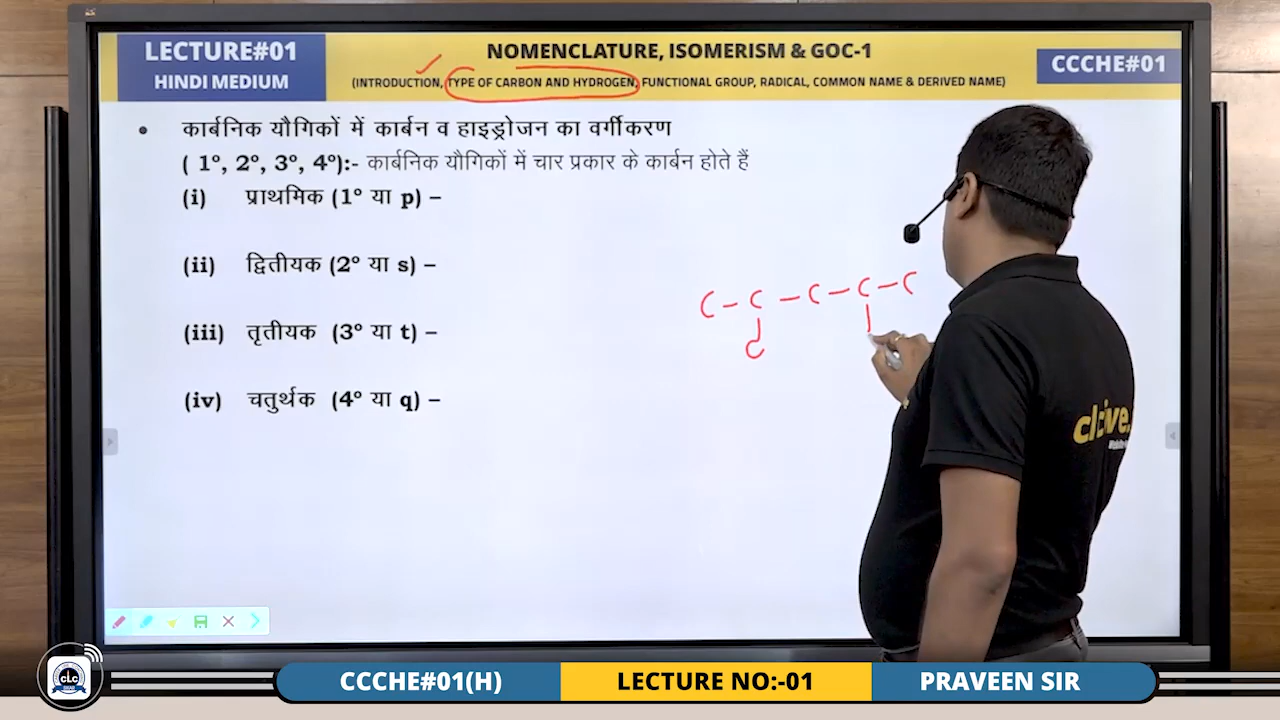 LECTURE#01
HINDI MEDIUM
NOMENCLATURE, ISOMERISM & GOC-1
(INTRODUCTION, TYPE OF CARBON AND HYDROGEN, FUNCTIONAL GROUP, RADICAL, COMMON NAME & DERIVED NAME)
CCCHE#01
• कार्बनिक यौगिकों में कार्बन व हाइड्रोजन का वर्गीकरण
( 1°, 2°, 3°, 4°):- कार्बनिक यौगिकों में चार प्रकार के कार्बन होते हैं
(i) प्राथमिक (1° या p) –
(ii) द्वितीयक (2° या s) –
(iii) तृतीयक (3° या t) –
(iv) चतुर्थक (4° या q) –
C – C – C – C – C
C
CLC
CCCHE#01(H)
LECTURE NO:-01
PRAVEEN SIR